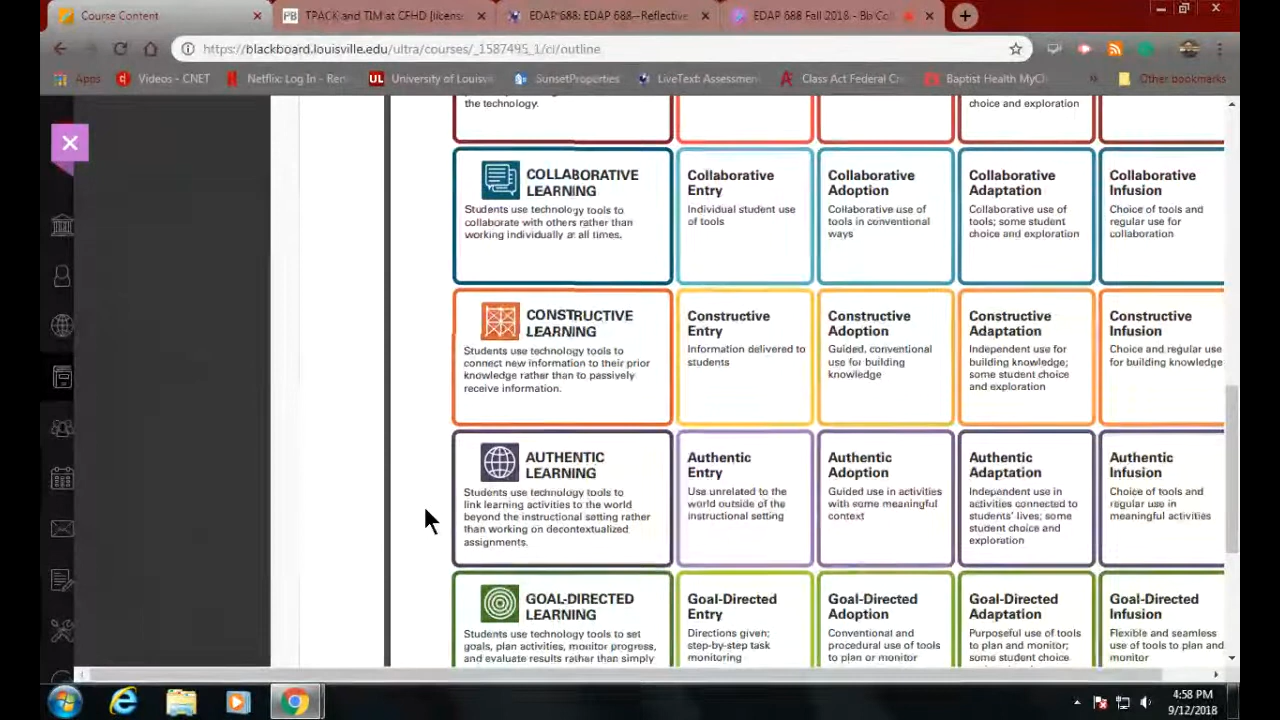 Course Content
TPACK and TIM at CFHD [licens
EDAP 688: EDAP 688--Reflective
EDAP 688 Fall 2018 - Bb Co
https://blackboard.louisville.edu/ultra/courses/_1587495_1/cl/outline
Apps
Videos - CNET
Netflix: Log In - Ren
UL University of Louisv
SunsetProperties
LiveText: Assessmen
Class Act Federal Cr
Baptist Health MyCh
»
Other bookmarks
the technology.
choice and exploration
COLLABORATIVE
LEARNING
Students use technology tools to
collaborate with others rather than
working individually at all times.
Collaborative
Entry
Individual student use
of tools
Collaborative
Adoption
Collaborative use of
tools in conventional
ways
Collaborative
Adaptation
Collaborative use of
tools; some student
choice and exploration
Collaborative
Infusion
Choice of tools and
regular use for
collaboration
CONSTRUCTIVE
LEARNING
Students use technology tools to
connect new information to their prior
knowledge rather than to passively
receive information.
Constructive
Entry
Information delivered to
students
Constructive
Adoption
Guided, conventional
use for building
knowledge
Constructive
Adaptation
Independent use for
building knowledge;
some student choice
and exploration
Constructive
Infusion
Choice and regular use
for building knowledge
AUTHENTIC
LEARNING
Students use technology tools to
link learning activities to the world
beyond the instructional setting rather
than working on decontextualized
assignments.
Authentic
Entry
Use unrelated to the
world outside of the
instructional setting
Authentic
Adoption
Guided use in activities
with some meaningful
context
Authentic
Adaptation
Independent use in
activities connected to
students' lives; some
student choice and
exploration
Authentic
Infusion
Choice of tools and
regular use in
meaningful activities
GOAL-DIRECTED
LEARNING
Students use technology tools to set
goals, plan activities, monitor progress,
and evaluate results rather than simply
Goal-Directed
Entry
Directions given;
step-by-step task
monitoring
Goal-Directed
Adoption
Conventional and
procedural use of tools
to plan or monitor
Goal-Directed
Adaptation
Purposeful use of tools
to plan and monitor;
some student choice
Goal-Directed
Infusion
Flexible and seamless
use of tools to plan and
monitor
4:58 PM
9/12/2018